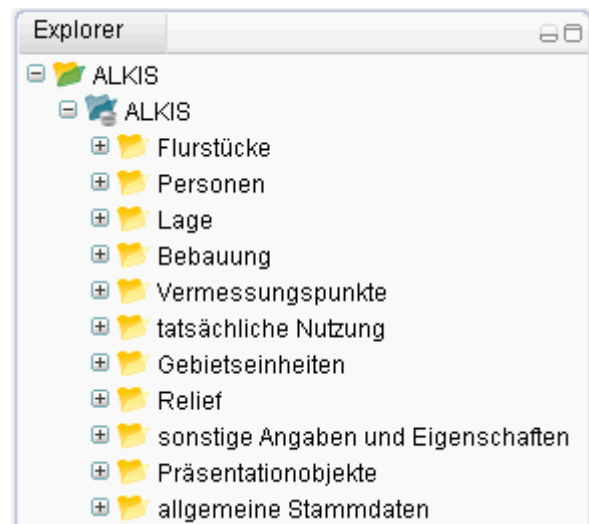 Explorer
ALKIS
ALKIS
Flurstücke
Personen
Lage
Bebauung
Vermessungspunkte
tatsächliche Nutzung
Gebietseinheiten
Relief
sonstige Angaben und Eigenschaften
Präsentationobjekte
allgemeine Stammdaten